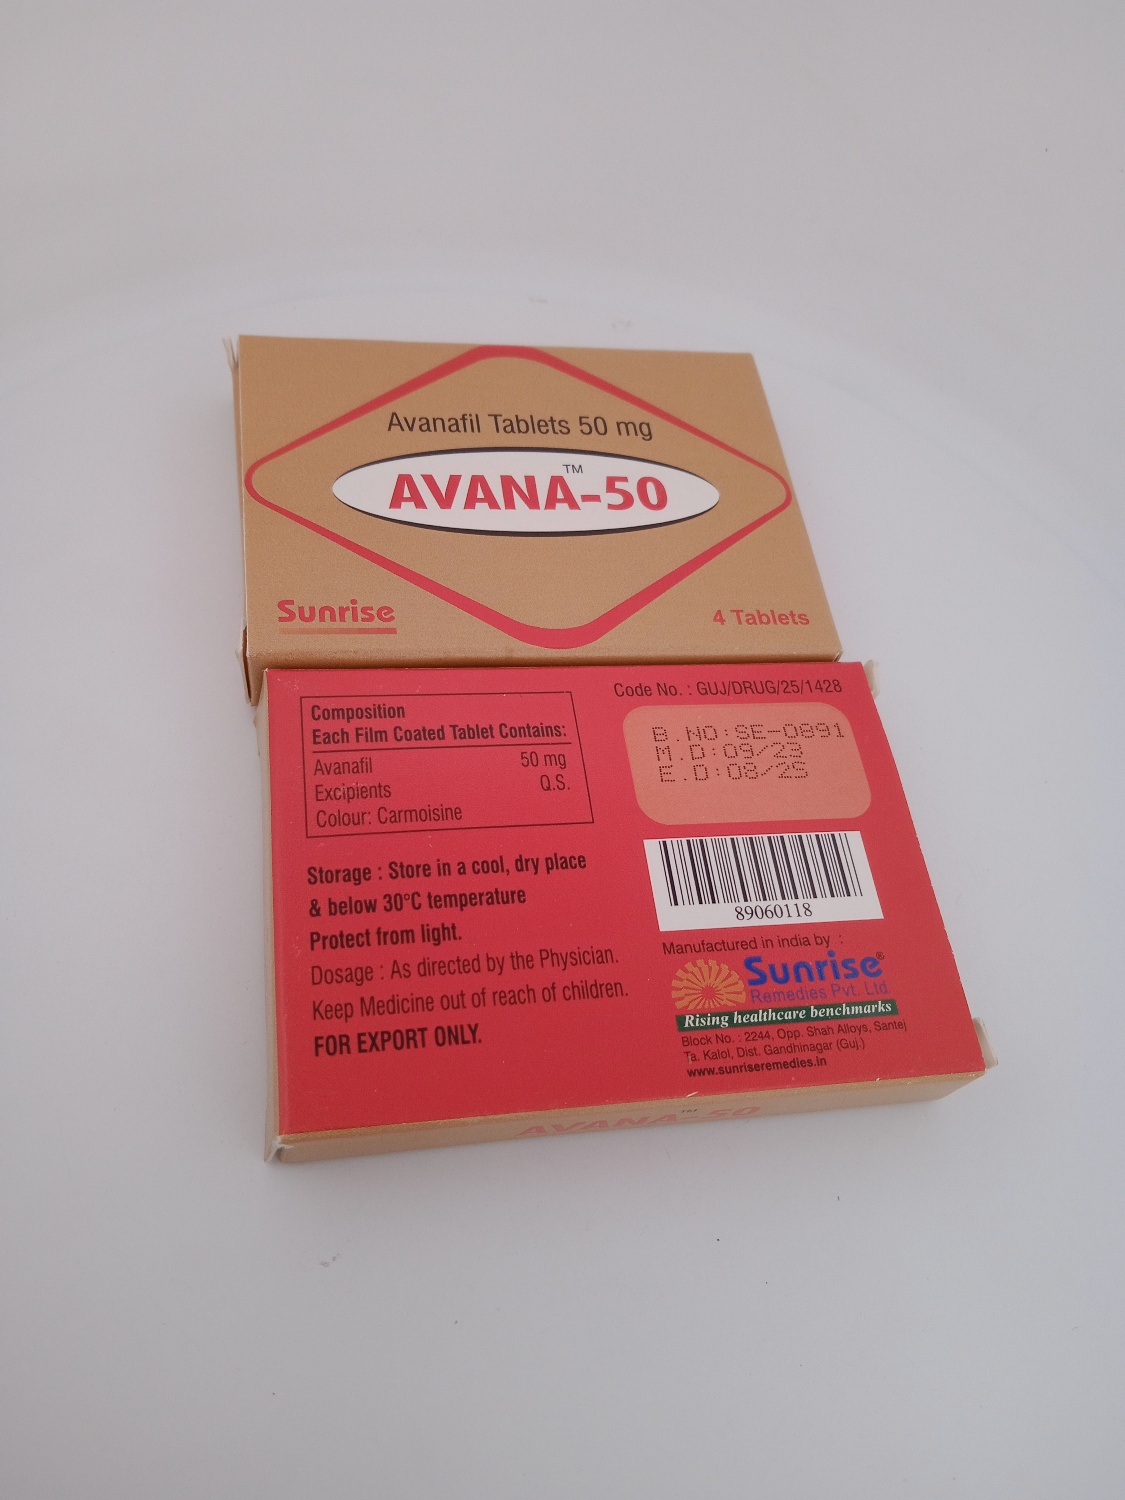 Avanafil Tablets 50 mg
AVANA™-50
Sunrise
4 Tablets
Composition
Each Film Coated Tablet Contains:
Avanafil 50 mg
Excipients Q.S.
Colour: Carmoisine
Storage : Store in a cool, dry place
& below 30°C temperature
Protect from light.
Dosage : As directed by the Physician.
Keep Medicine out of reach of children.
FOR EXPORT ONLY.
Code No. : GUJ/DRUG/25/1428
B.NO:SE-0891
M.D:09/23
E.D:08/25
89060118
Manufactured in india by :
Sunrise®
Remedies Pvt. Ltd.
Rising healthcare benchmarks
Block No. : 2244, Opp. Shah Alloys, Santej
Ta. Kalol, Dist. Gandhinagar (Guj.)
www.sunriseremedies.in
AVANA™-50